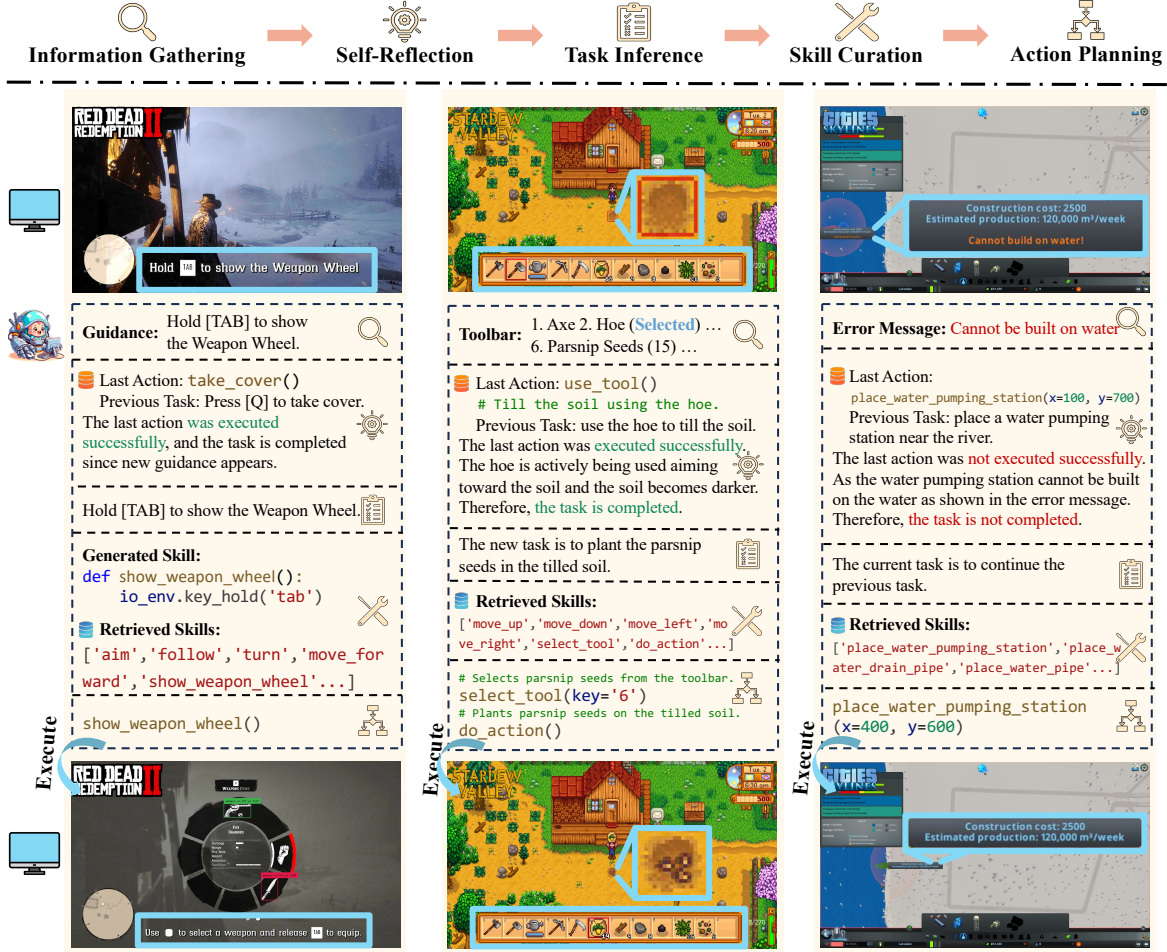 Information Gathering
Self-Reflection
Task Inference
Skill Curation
Action Planning
RED DEAD
REDEMPTION II
Hold TAB to show the Weapon Wheel
Guidance: Hold [TAB] to show
the Weapon Wheel.
Last Action: take_cover()
Previous Task: Press [Q] to take cover.
The last action was executed
successfully, and the task is completed
since new guidance appears.
Hold [TAB] to show the Weapon Wheel.
Generated Skill:
def show_weapon_wheel():
io_env.key_hold('tab')
Retrieved Skills:
['aim','follow','turn','move_for
ward','show_weapon_wheel'...]
show_weapon_wheel()
Execute
RED DEAD
REDEMPTION II
Use to select a weapon and release TAB to equip.
STARDEW
VALLEY
Tue. 2
500
Toolbar: 1. Axe 2. Hoe (Selected) …
6. Parsnip Seeds (15) …
Last Action: use_tool()
# Till the soil using the hoe.
Previous Task: use the hoe to till the soil.
The last action was executed successfully.
The hoe is actively being used aiming
toward the soil and the soil becomes darker.
Therefore, the task is completed.
The new task is to plant the parsnip
seeds in the tilled soil.
Retrieved Skills:
['move_up','move_down','move_left','mo
ve_right','select_tool','do_action'...]
# Selects parsnip seeds from the toolbar.
select_tool(key='6')
# Plants parsnip seeds on the tilled soil.
do_action()
Execute
STARDEW
VALLEY
500
CITIES
SKYLINES
Construction cost: 2500
Estimated production: 120,000 m³/week
Cannot build on water!
Error Message: Cannot be built on water
Last Action:
place_water_pumping_station(x=100, y=700)
Previous Task: place a water pumping
station near the river.
The last action was not executed successfully.
As the water pumping station cannot be built
on the water as shown in the error message.
Therefore, the task is not completed.
The current task is to continue the
previous task.
Retrieved Skills:
['place_water_pumping_station','place_w
ater_drain_pipe','place_water_pipe'...]
place_water_pumping_station
(x=400, y=600)
Execute
CITIES
SKYLINES
Construction cost: 2500
Estimated production: 120,000 m³/week